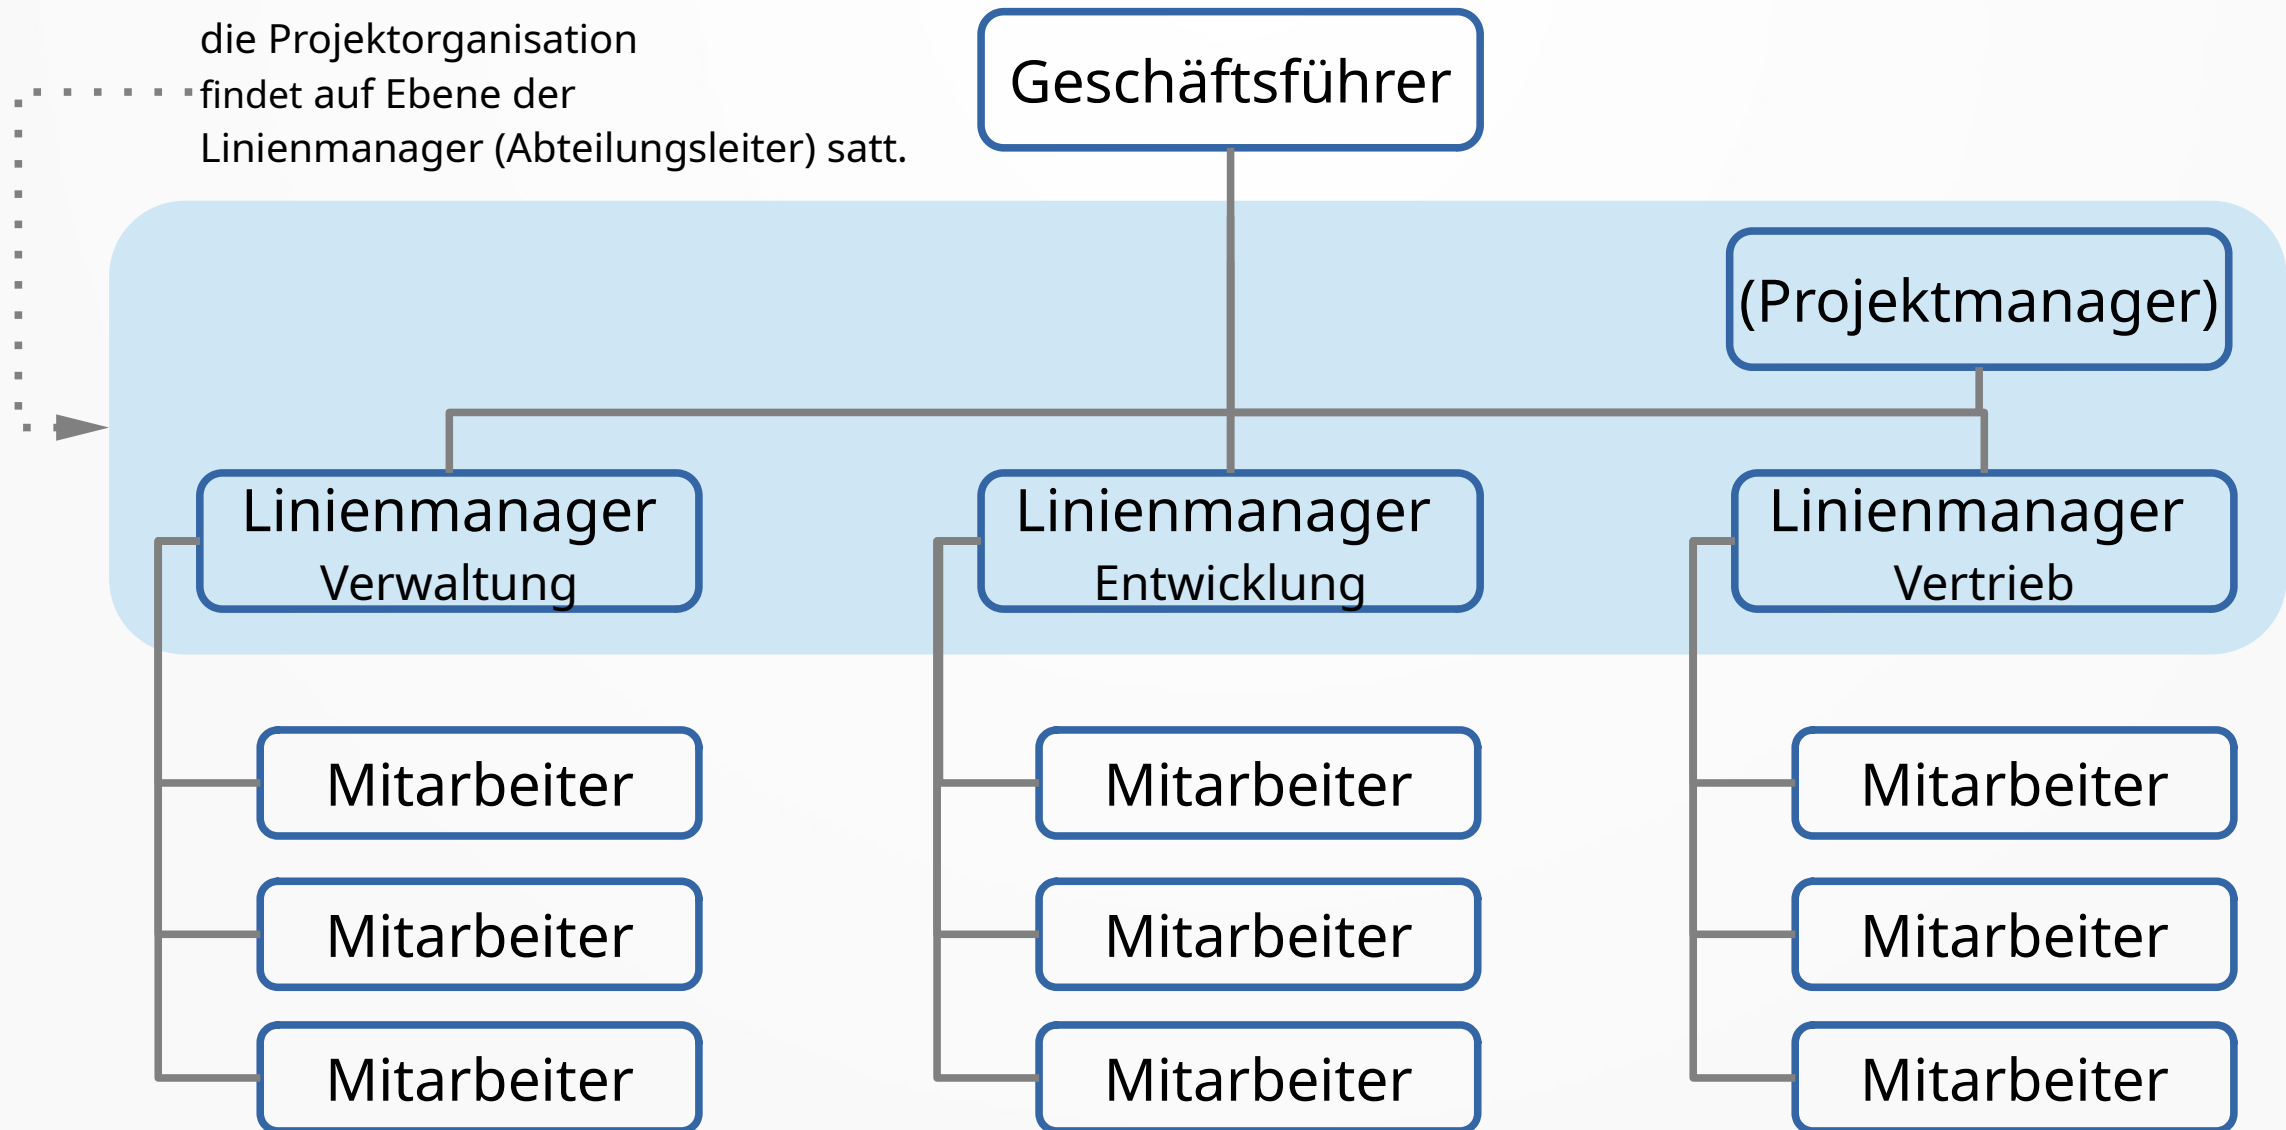 die Projektorganisation
findet auf Ebene der
Linienmanager (Abteilungsleiter) satt.
Geschäftsführer
(Projektmanager)
Linienmanager
Verwaltung
Linienmanager
Entwicklung
Linienmanager
Vertrieb
Mitarbeiter
Mitarbeiter
Mitarbeiter
Mitarbeiter
Mitarbeiter
Mitarbeiter
Mitarbeiter
Mitarbeiter
Mitarbeiter